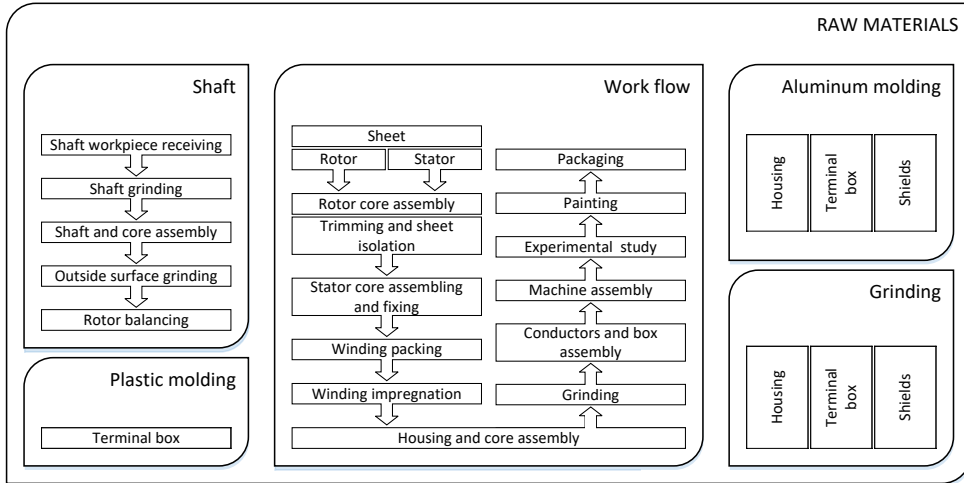 RAW MATERIALS
Shaft
Shaft workpiece receiving
Shaft grinding
Shaft and core assembly
Outside surface grinding
Rotor balancing
Plastic molding
Terminal box
Work flow
Sheet
Rotor
Stator
Rotor core assembly
Trimming and sheet
isolation
Stator core assembling
and fixing
Winding packing
Winding impregnation
Housing and core assembly
Packaging
Painting
Experimental study
Machine assembly
Conductors and box
assembly
Grinding
Aluminum molding
Housing
Terminal
box
Shields
Grinding
Housing
Terminal
box
Shields